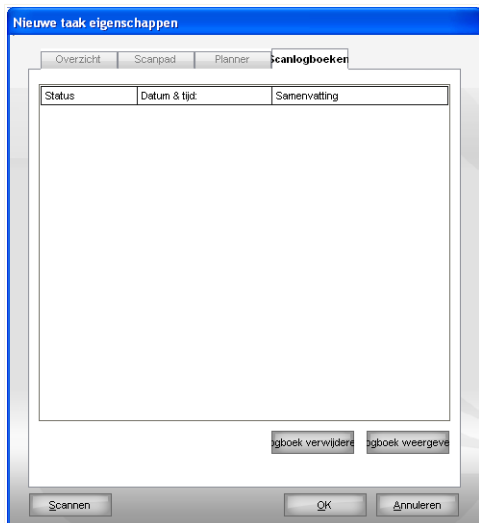 Nieuwe taak eigenschappen
Overzicht Scanpad Planner Scanlogboeken
Status Datum & tijd: Samenvatting
ogboek verwijdere ogboek weergeve
Scannen OK Annuleren